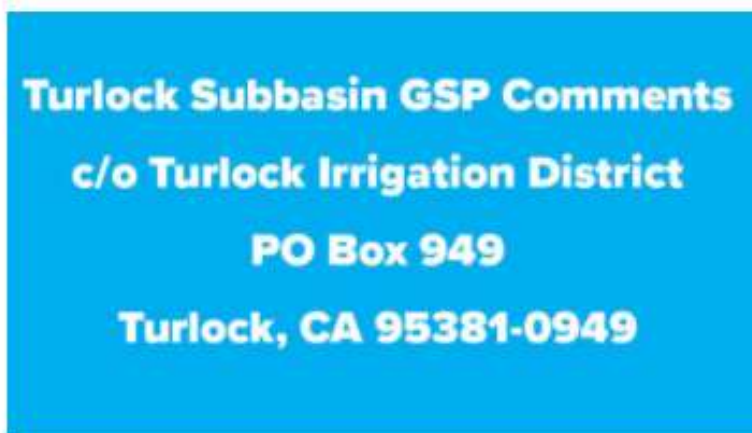 Turlock Subbasin GSP Comments
c/o Turlock Irrigation District
PO Box 949
Turlock, CA 95381-0949